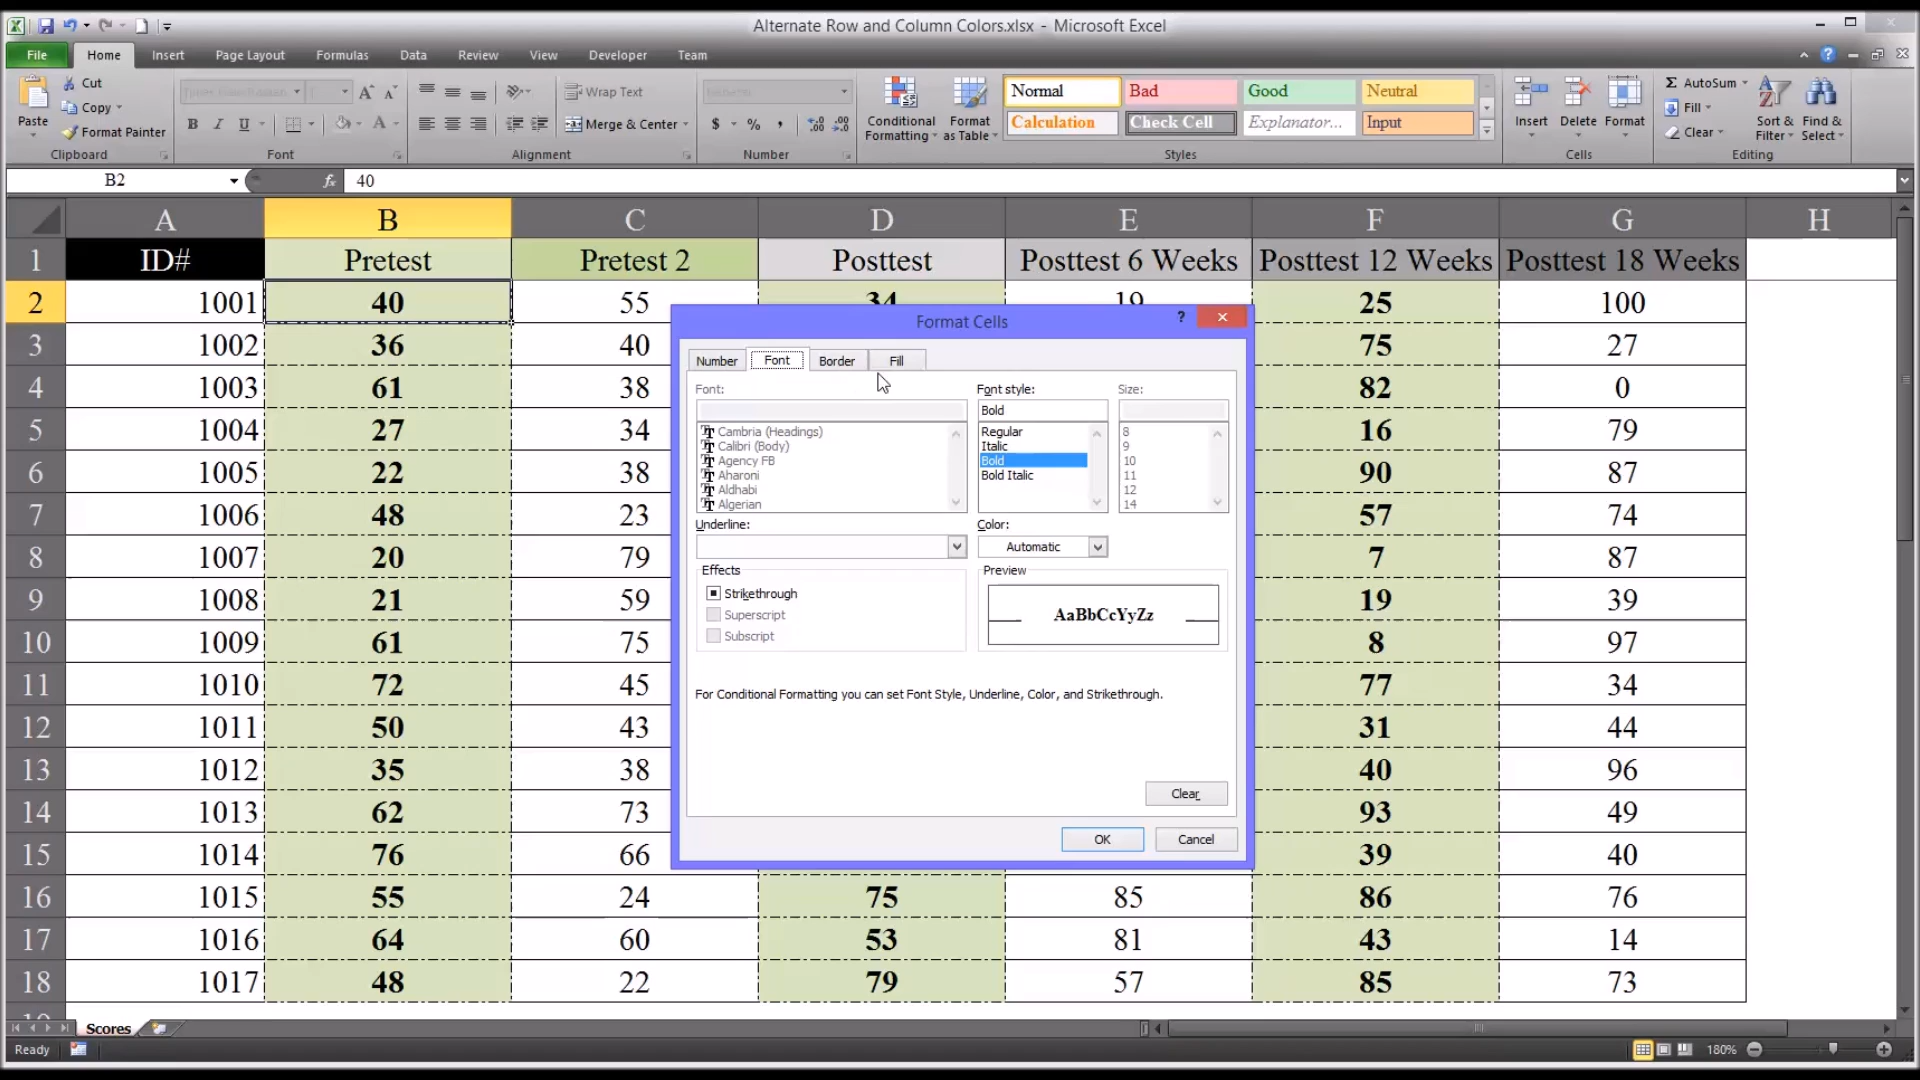 Alternate Row and Column Colors.xlsx - Microsoft Excel
File Home Insert Page Layout Formulas Data Review View Developer Team
Paste
Cut
Copy
Format Painter
Clipboard
B I U
Font
Wrap Text
Merge & Center
Alignment
$ % ,
Number
Conditional Formatting
Format as Table
Normal Bad Good Neutral
Calculation Check Cell Explanator... Input
Styles
Insert Delete Format
Cells
AutoSum
Fill
Clear
Sort & Filter
Find & Select
Editing
B2 fx 40
A B C D E F G H
1 ID# Pretest Pretest 2 Posttest Posttest 6 Weeks Posttest 12 Weeks Posttest 18 Weeks
2 1001 40 55 34 19 25 100
3 1002 36 40 75 27
4 1003 61 38 82 0
5 1004 27 34 16 79
6 1005 22 38 90 87
7 1006 48 23 57 74
8 1007 20 79 7 87
9 1008 21 59 19 39
10 1009 61 75 8 97
11 1010 72 45 77 34
12 1011 50 43 31 44
13 1012 35 38 40 96
14 1013 62 73 93 49
15 1014 76 66 39 40
16 1015 55 24 75 85 86 76
17 1016 64 60 53 81 43 14
18 1017 48 22 79 57 85 73
Format Cells ?
Number Font Border Fill
Font: Font style: Size:
Bold
Cambria (Headings) Regular 8
Calibri (Body) Italic 9
Agency FB Bold 10
Aharoni Bold Italic 11
Aldhabi 12
Algerian 14
Underline: Color:
Automatic
Effects Preview
Strikethrough
Superscript
Subscript
AaBbCcYyZz
For Conditional Formatting you can set Font Style, Underline, Color, and Strikethrough.
Clear
OK Cancel
Scores
Ready 180%